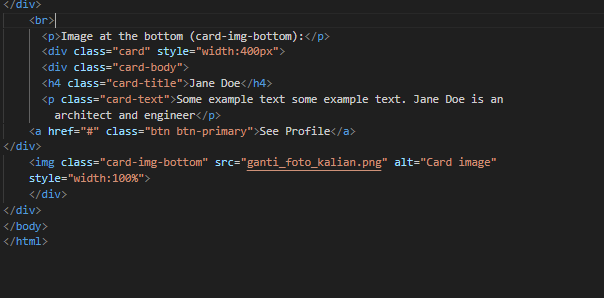 </div>
<br>
<p>Image at the bottom (card-img-bottom):</p>
<div class="card" style="width:400px">
<div class="card-body">
<h4 class="card-title">Jane Doe</h4>
<p class="card-text">Some example text some example text. Jane Doe is an
architect and engineer</p>
<a href="#" class="btn btn-primary">See Profile</a>
</div>
<img class="card-img-bottom" src="ganti_foto_kalian.png" alt="Card image"
style="width:100%">
</div>
</div>
</body>
</html>